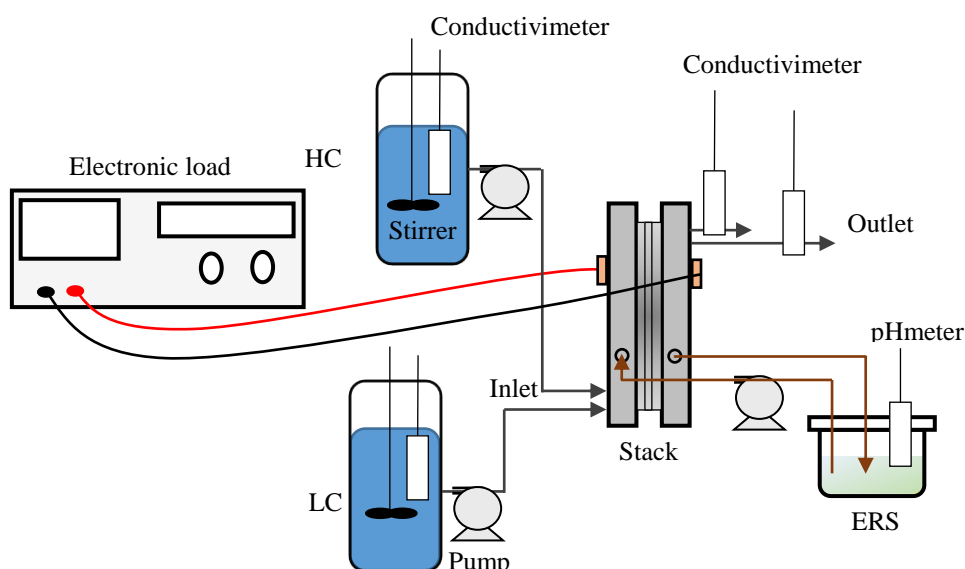 Conductivimeter
Conductivimeter
HC
Electronic load
Stirrer
Outlet
pHmeter
Inlet
Stack
LC
ERS
Pump